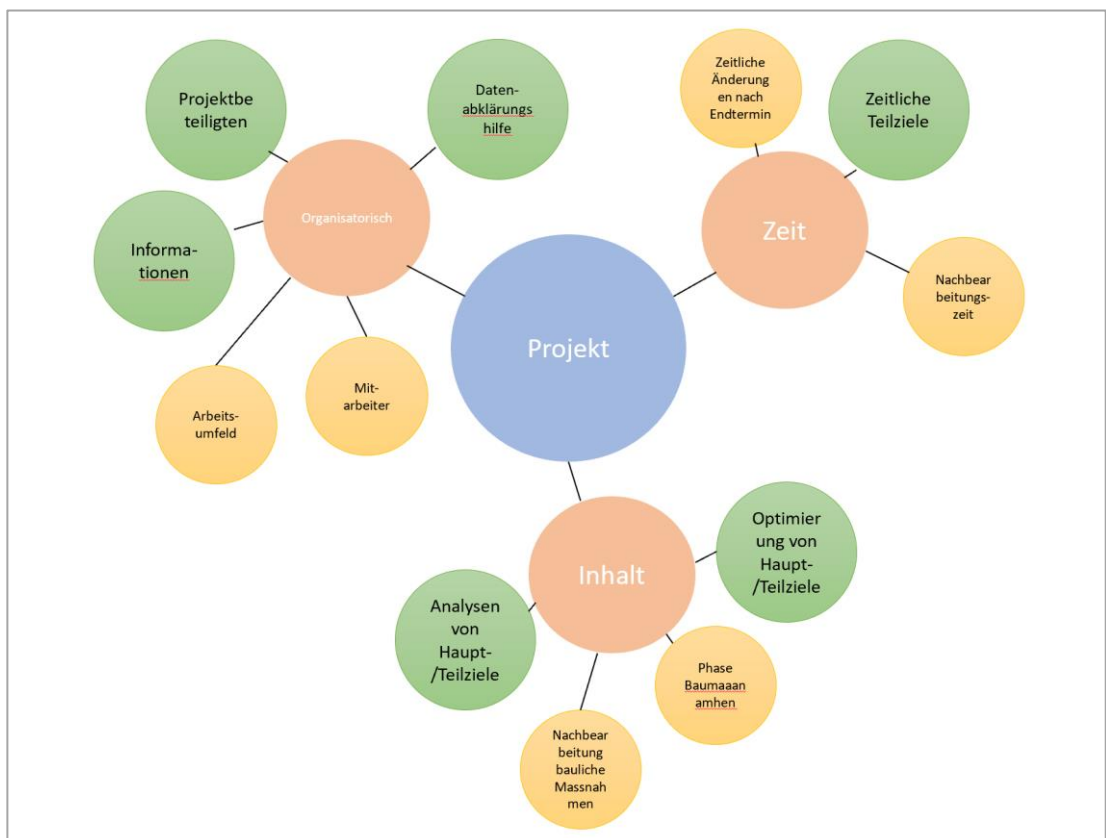 Projektbe
teiligten
Daten-
abklärungs
hilfe
Organisatorisch
Informa-
tionen
Arbeits-
umfeld
Mit-
arbeiter
Projekt
Zeitliche
Änderung
en nach
Endtermin
Zeitliche
Teilziele
Zeit
Nachbear
beitungs-
zeit
Inhalt
Optimier
ung von
Haupt-
/Teilziele
Analysen
von
Haupt-
/Teilziele
Phase
Baumaaan
amhen
Nachbear
beitung
bauliche
Massnah
men